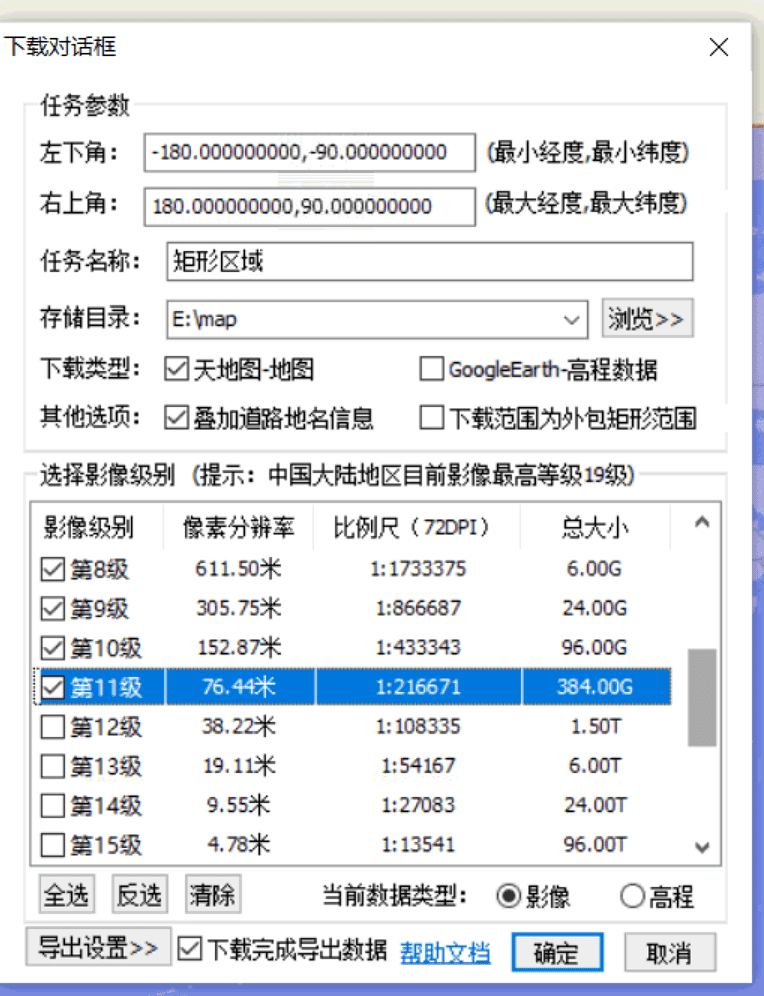 下载对话框
任务参数
左下角: -180.000000000,-90.000000000 (最小经度,最小纬度)
右上角: 180.000000000,90.000000000 (最大经度,最大纬度)
任务名称: 矩形区域
存储目录: E:\map 浏览>>
下载类型: 天地图-地图 GoogleEarth-高程数据
其他选项: 叠加道路地名信息 下载范围为外包矩形范围
选择影像级别 (提示: 中国大陆地区目前影像最高等级19级)
影像级别 像素分辨率 比例尺(72DPI) 总大小
第8级 611.50米 1:1733375 6.00G
第9级 305.75米 1:866687 24.00G
第10级 152.87米 1:433343 96.00G
第11级 76.44米 1:216671 384.00G
第12级 38.22米 1:108335 1.50T
第13级 19.11米 1:54167 6.00T
第14级 9.55米 1:27083 24.00T
第15级 4.78米 1:13541 96.00T
全选 反选 清除 当前数据类型: 影像 高程
导出设置>> 下载完成导出数据 帮助文档 确定 取消